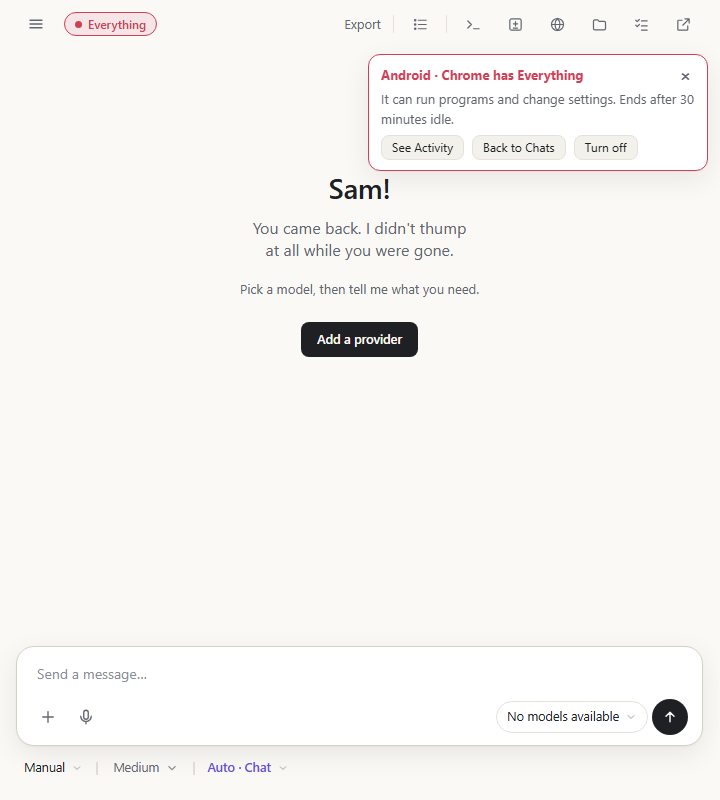 Everything
Export
Android · Chrome has Everything
It can run programs and change settings. Ends after 30
minutes idle.
See Activity
Back to Chats
Turn off
Sam!
You came back. I didn't thump
at all while you were gone.
Pick a model, then tell me what you need.
Add a provider
Send a message...
No models available
Manual
Medium
Auto · Chat